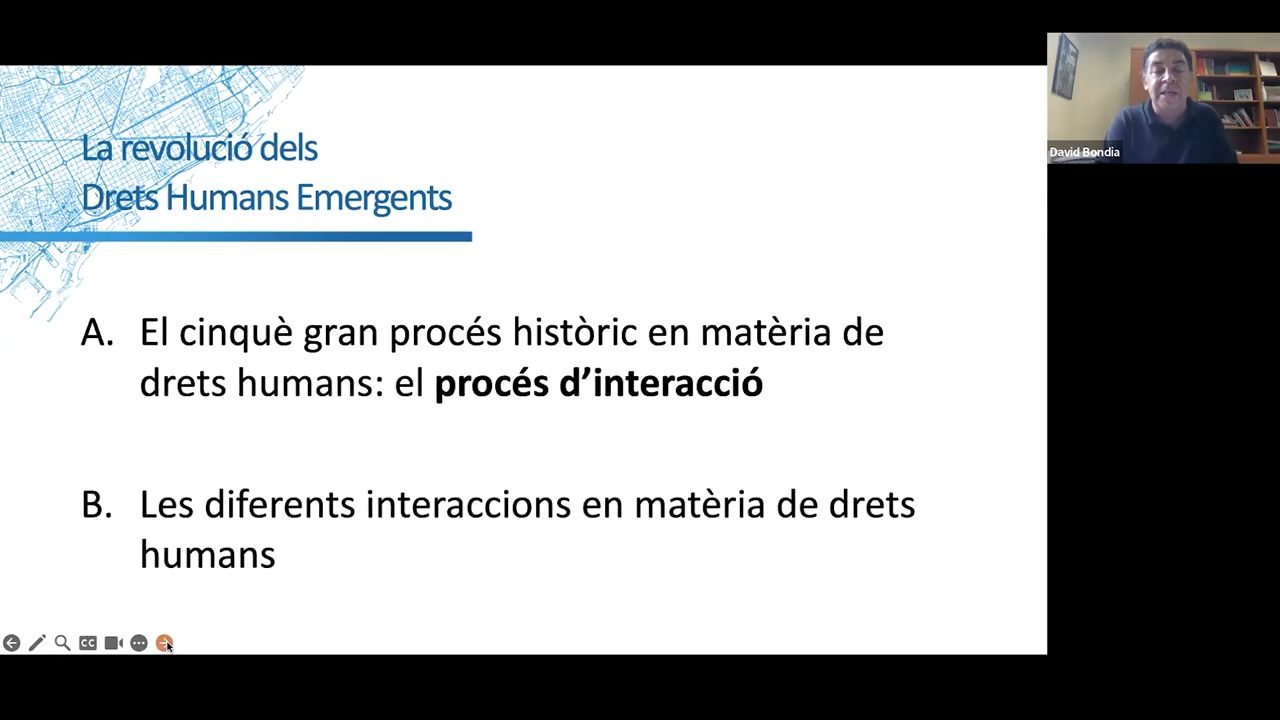 La revolució dels
Drets Humans Emergents
A. El cinquè gran procés històric en matèria de
drets humans: el procés d’interacció
B. Les diferents interaccions en matèria de drets
humans
David Bondia
CC